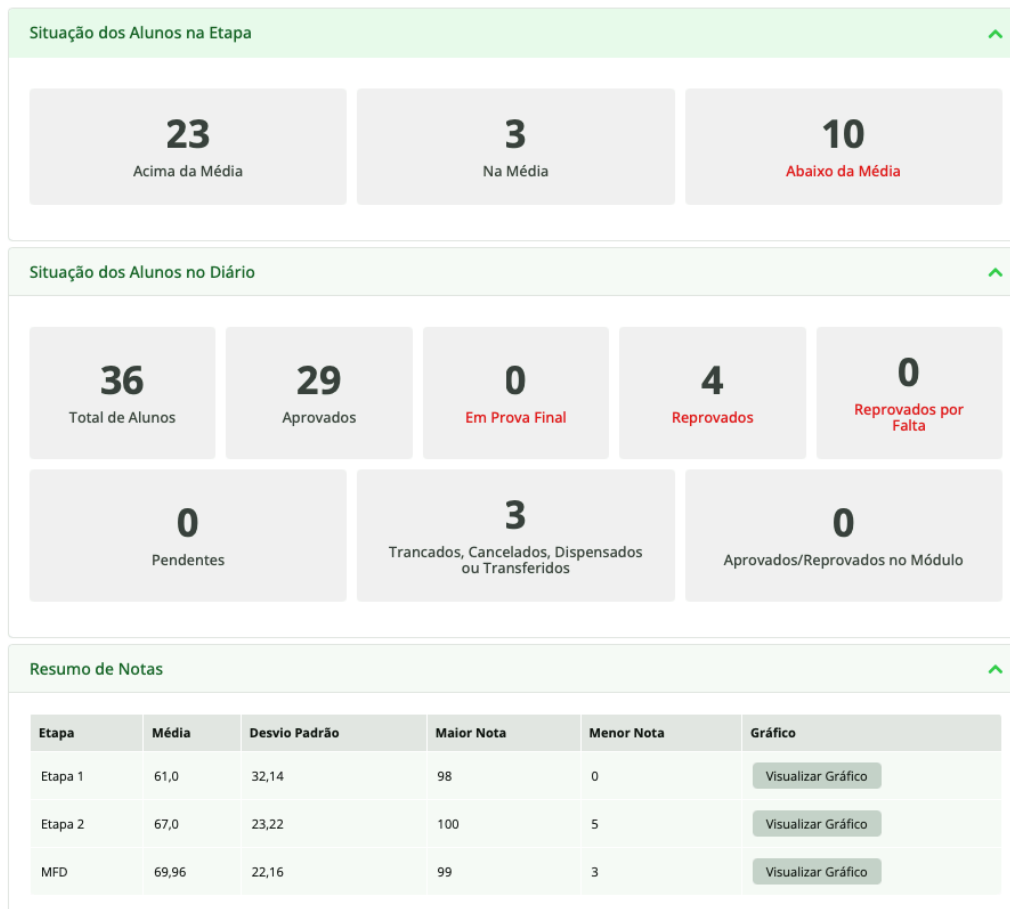 Situação dos Alunos na Etapa
23
Acima da Média
3
Na Média
10
Abaixo da Média
Situação dos Alunos no Diário
36
Total de Alunos
29
Aprovados
0
Em Prova Final
4
Reprovados
0
Reprovados por
Falta
0
Pendentes
3
Trancados, Cancelados, Dispensados
ou Transferidos
0
Aprovados/Reprovados no Módulo
Resumo de Notas
Etapa Média Desvio Padrão Maior Nota Menor Nota Gráfico
Etapa 1 61,0 32,14 98 0 Visualizar Gráfico
Etapa 2 67,0 23,22 100 5 Visualizar Gráfico
MFD 69,96 22,16 99 3 Visualizar Gráfico